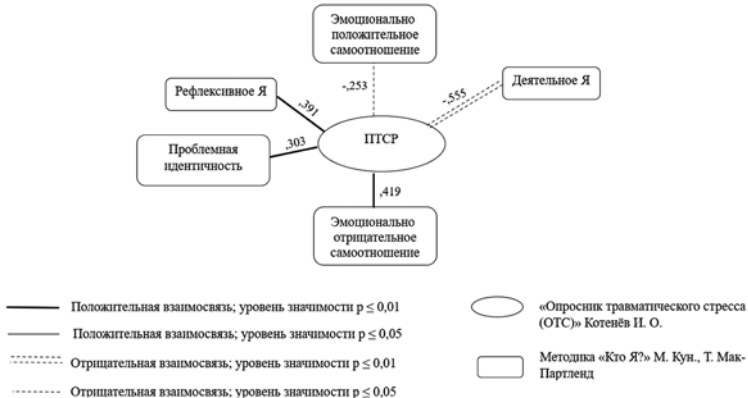 Эмоционально
положительное
самоотношение
-,253
Деятельное Я
-,555
Рефлексивное Я
,391
Проблемная
идентичность
,303
ПТСР
,419
Эмоционально
отрицательное
самоотношение
Положительная взаимосвязь; уровень значимости p ≤ 0,01
Положительная взаимосвязь; уровень значимости p ≤ 0,05
Отрицательная взаимосвязь; уровень значимости p ≤ 0,01
Отрицательная взаимосвязь; уровень значимости p ≤ 0,05
«Опросник травматического стресса
(ОТС)» Котенёв И. О.
Методика «Кто Я?» М. Кун., Т. Мак-
Партленд